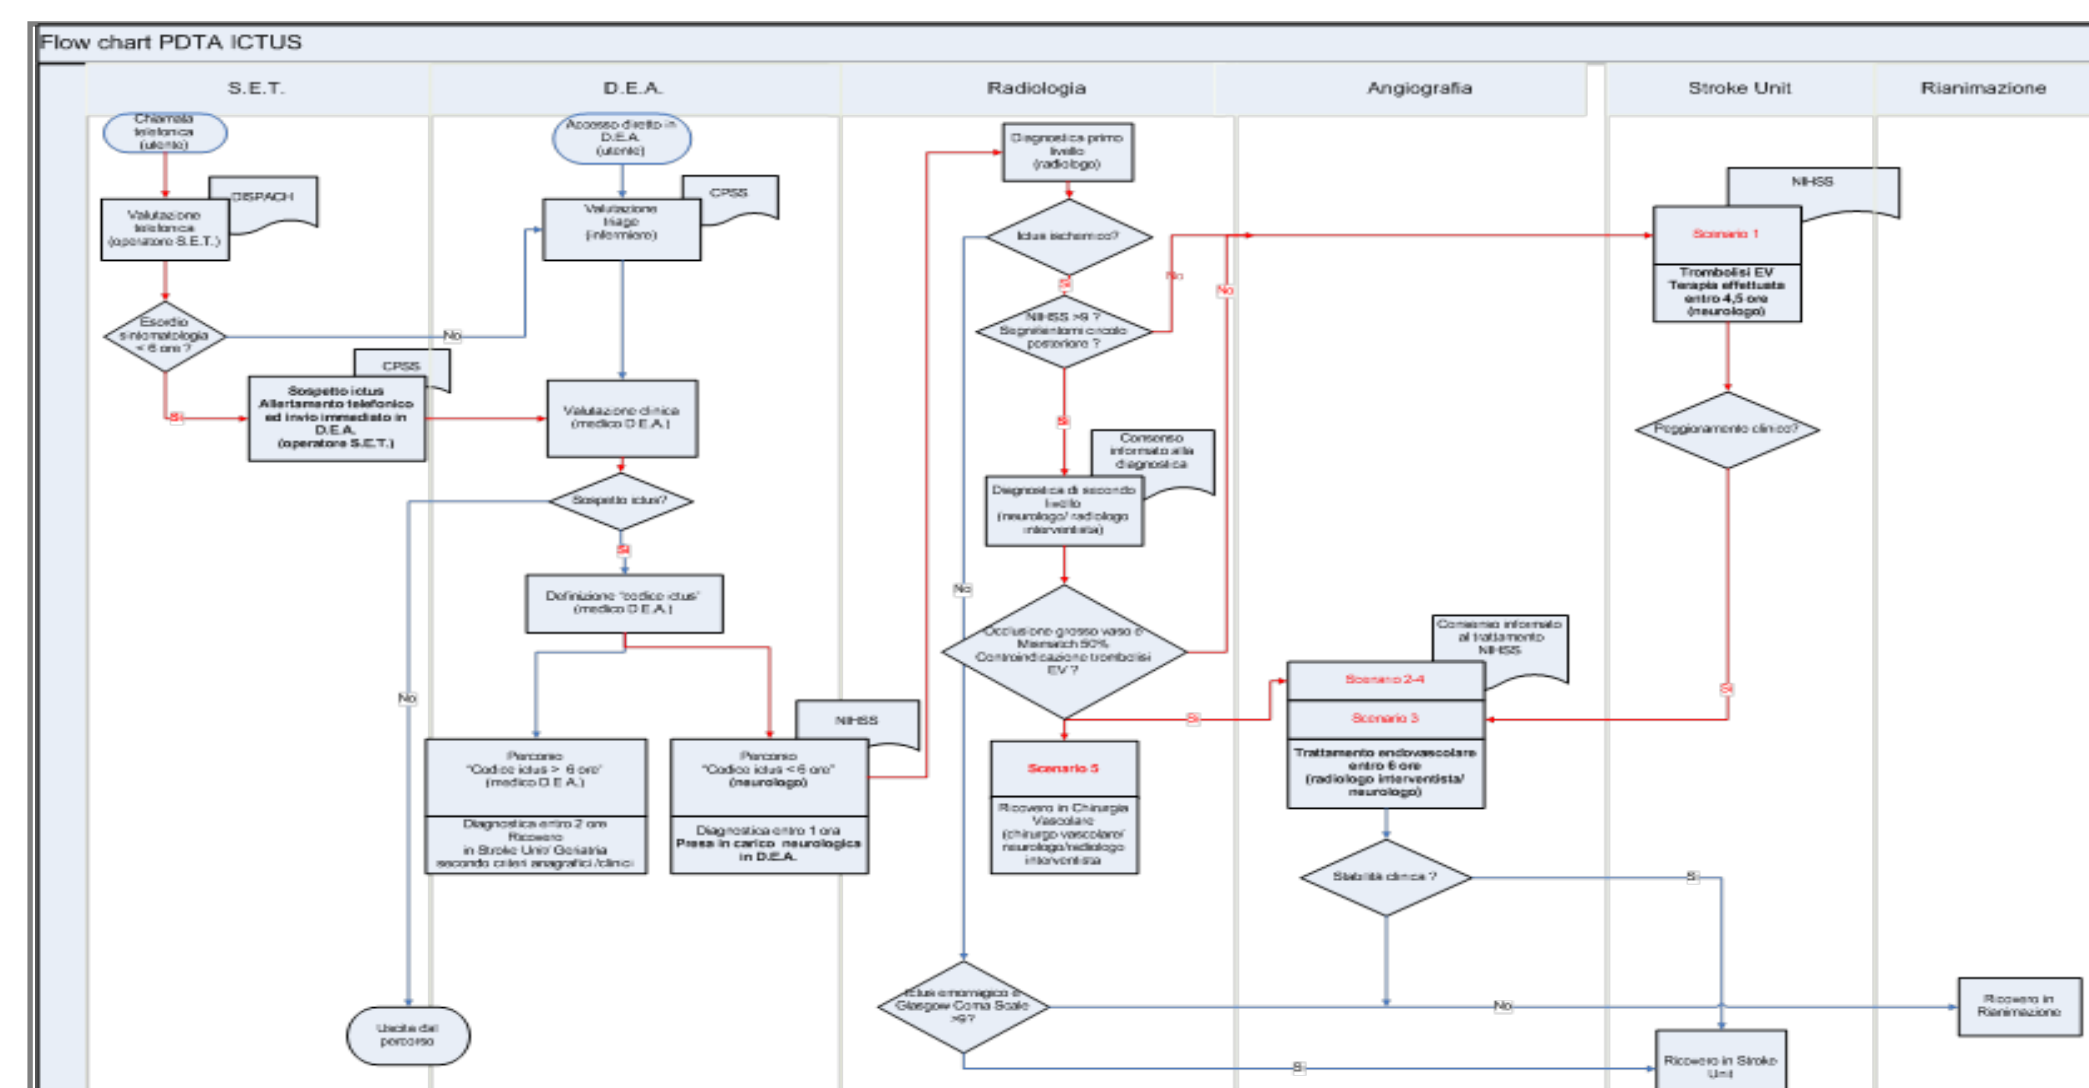 Flow chart PDTA ICTUS
S.E.T.
D.E.A.
Radiologia
Angiografia
Stroke Unit
Rianimazione
Chiamata
telefonica
(utente)
DISPACH
Valutazione
telefonica
(operatore S.E.T.)
Esordio
sintomatologia
< 6 ore ?
No
Si
CPSS
Sospetto ictus
Allertamento telefonico
ed invio immediato in
D.E.A.
(operatore S.E.T.)
Accesso diretto in
D.E.A.
(utente)
CPSS
Valutazione
triage
(infermiere)
Valutazione clinica
(medico D.E.A.)
Sospetto ictus?
Si
No
Definizione "codice ictus"
(medico D.E.A.)
Percorso
"Codice ictus > 6 ore"
(medico D.E.A.)
Diagnostica entro 2 ore
Ricovero
in Stroke Unit/ Geriatria
secondo criteri anagrafici /clinici
NIHSS
Percorso
"Codice ictus < 6 ore"
(neurologo)
Diagnostica entro 1 ora
Presa in carico neurologica
in D.E.A.
Uscita dal
percorso
Diagnostica primo
livello
(radiologo)
Ictus ischemico?
Si
No
NIHSS >9 ?
Segni/sintomi circolo
posteriore ?
No
Si
No
Consenso
informato alla
diagnostica
Diagnostica di secondo
livello
(neurologo/ radiologo
interventista)
Occlusione grosso vaso e
Mismatch 50%
Controindicazione trombolisi
EV ?
Si
Scenario 5
Ricovero in Chirurgia
Vascolare
(chirurgo vascolare/
neurologo/radiologo
interventista
Ictus emorragico e
Glasgow Coma Scale
>9?
No
Si
Consenso informato
al trattamento
NIHSS
Scenario 2-4
Scenario 3
Trattamento endovascolare
entro 6 ore
(radiologo interventista/
neurologo)
Stabilità clinica ?
Si
NIHSS
Scenario 1
Trombolisi EV
Terapia effettuata
entro 4,5 ore
(neurologo)
Peggioramento clinico?
Si
Ricovero in Stroke
Unit
Ricovero in
Rianimazione